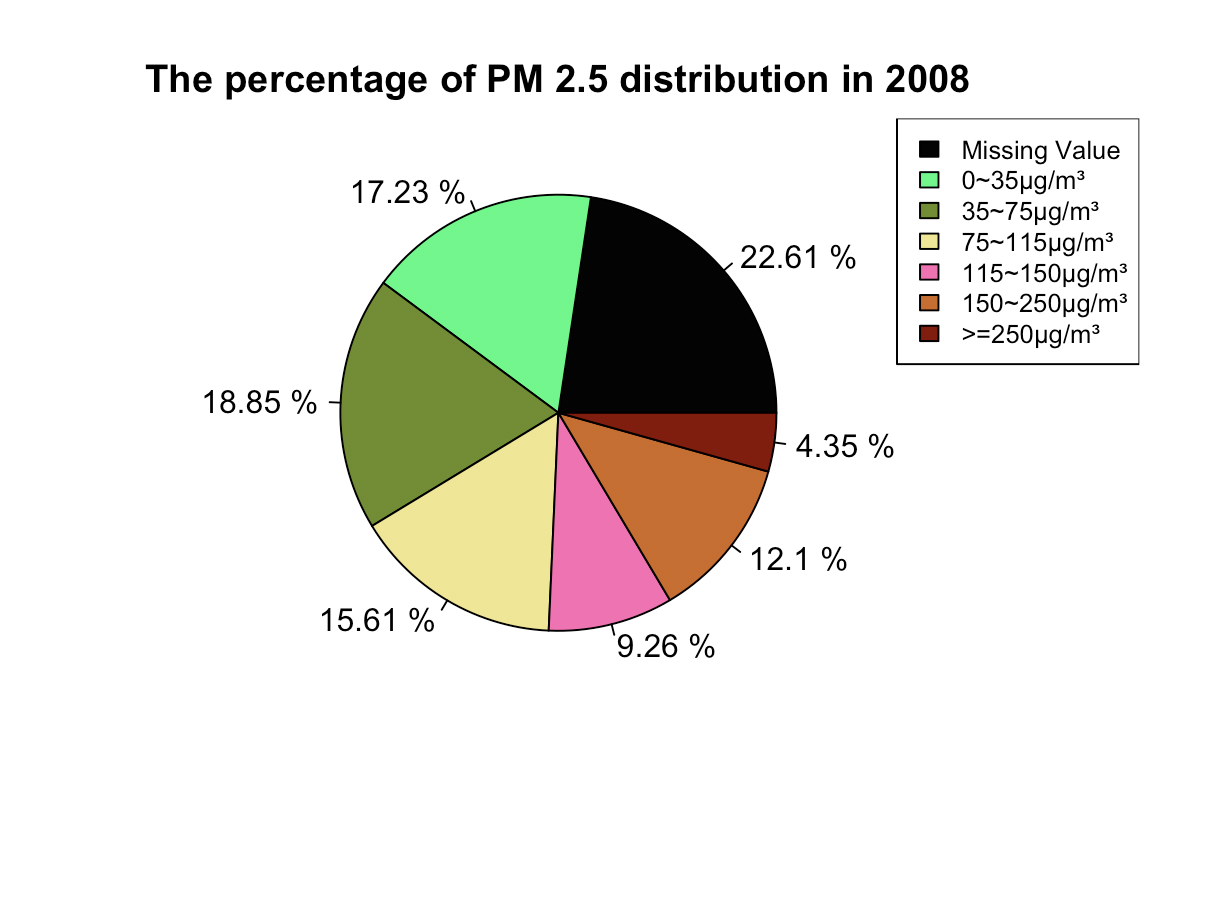 The percentage of PM 2.5 distribution in 2008
Missing Value
0~35µg/m³
35~75µg/m³
75~115µg/m³
115~150µg/m³
150~250µg/m³
>=250µg/m³
17.23 %
22.61 %
18.85 %
4.35 %
12.1 %
15.61 %
9.26 %